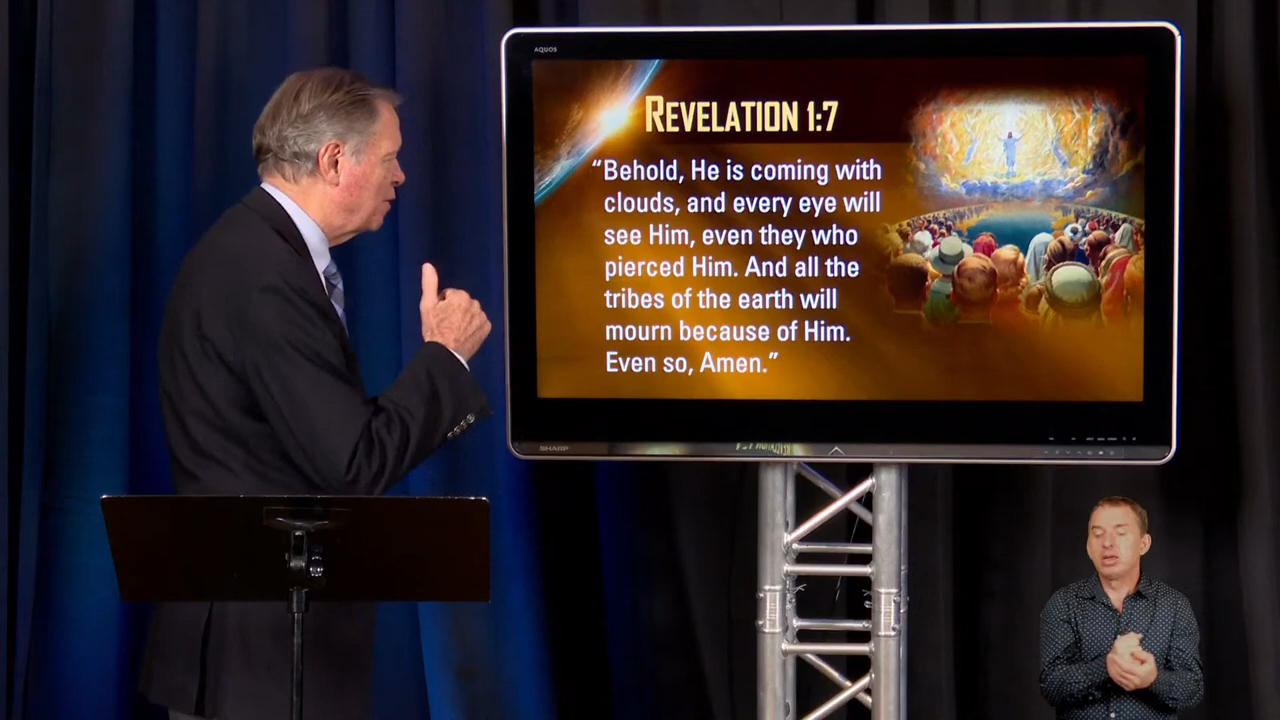 AQUOS
REVELATION 1:7
“Behold, He is coming with
clouds, and every eye will
see Him, even they who
pierced Him. And all the
tribes of the earth will
mourn because of Him.
Even so, Amen.”
SHARP